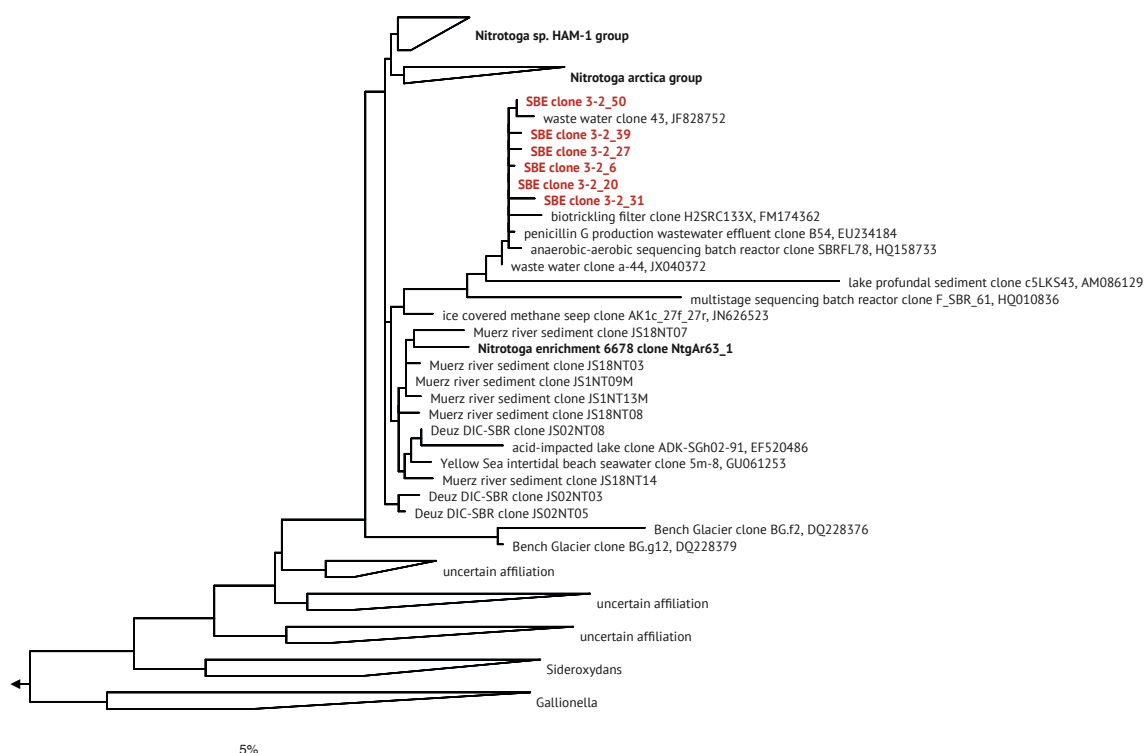 Nitrotoga sp. HAM-1 group
Nitrotoga arctica group
SBE clone 3-2_50
waste water clone 43, JF828752
SBE clone 3-2_39
SBE clone 3-2_27
SBE clone 3-2_6
SBE clone 3-2_20
SBE clone 3-2_31
biotrickling filter clone H2SRC133X, FM174362
penicillin G production wastewater effluent clone B54, EU234184
anaerobic-aerobic sequencing batch reactor clone SBRFL78, HQ158733
waste water clone a-44, JX040372
lake profundal sediment clone c5LKS43, AM086129
multistage sequencing batch reactor clone F_SBR_61, HQ010836
ice covered methane seep clone AK1c_27f_27r, JN626523
Muerz river sediment clone JS18NT07
Nitrotoga enrichment 6678 clone NtgAr63_1
Muerz river sediment clone JS18NT03
Muerz river sediment clone JS1NT09M
Muerz river sediment clone JS1NT13M
Muerz river sediment clone JS18NT08
Deuz DIC-SBR clone JS02NT08
acid-impacted lake clone ADK-SGh02-91, EF520486
Yellow Sea intertidal beach seawater clone 5m-8, GU061253
Muerz river sediment clone JS18NT14
Deuz DIC-SBR clone JS02NT03
Deuz DIC-SBR clone JS02NT05
Bench Glacier clone BG.f2, DQ228376
Bench Glacier clone BG.g12, DQ228379
uncertain affiliation
uncertain affiliation
uncertain affiliation
Sideroxydans
Gallionella
5%